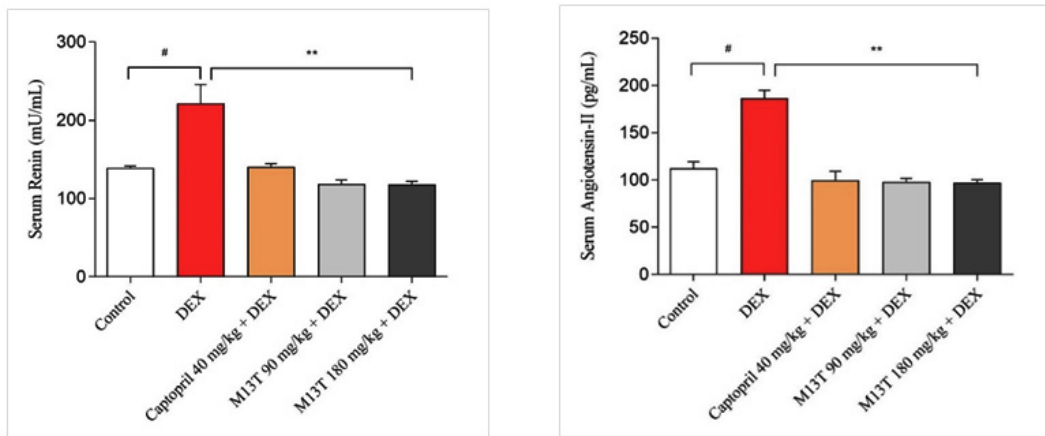 Serum Renin (mU/mL)
300
200
100
0
#
**
Control
DEX
Captopril 40 mg/kg + DEX
M13T 90 mg/kg + DEX
M13T 180 mg/kg + DEX
Serum Angiotensin-II (pg/mL)
250
200
150
100
50
0
#
**
Control
DEX
Captopril 40 mg/kg + DEX
M13T 90 mg/kg + DEX
M13T 180 mg/kg + DEX